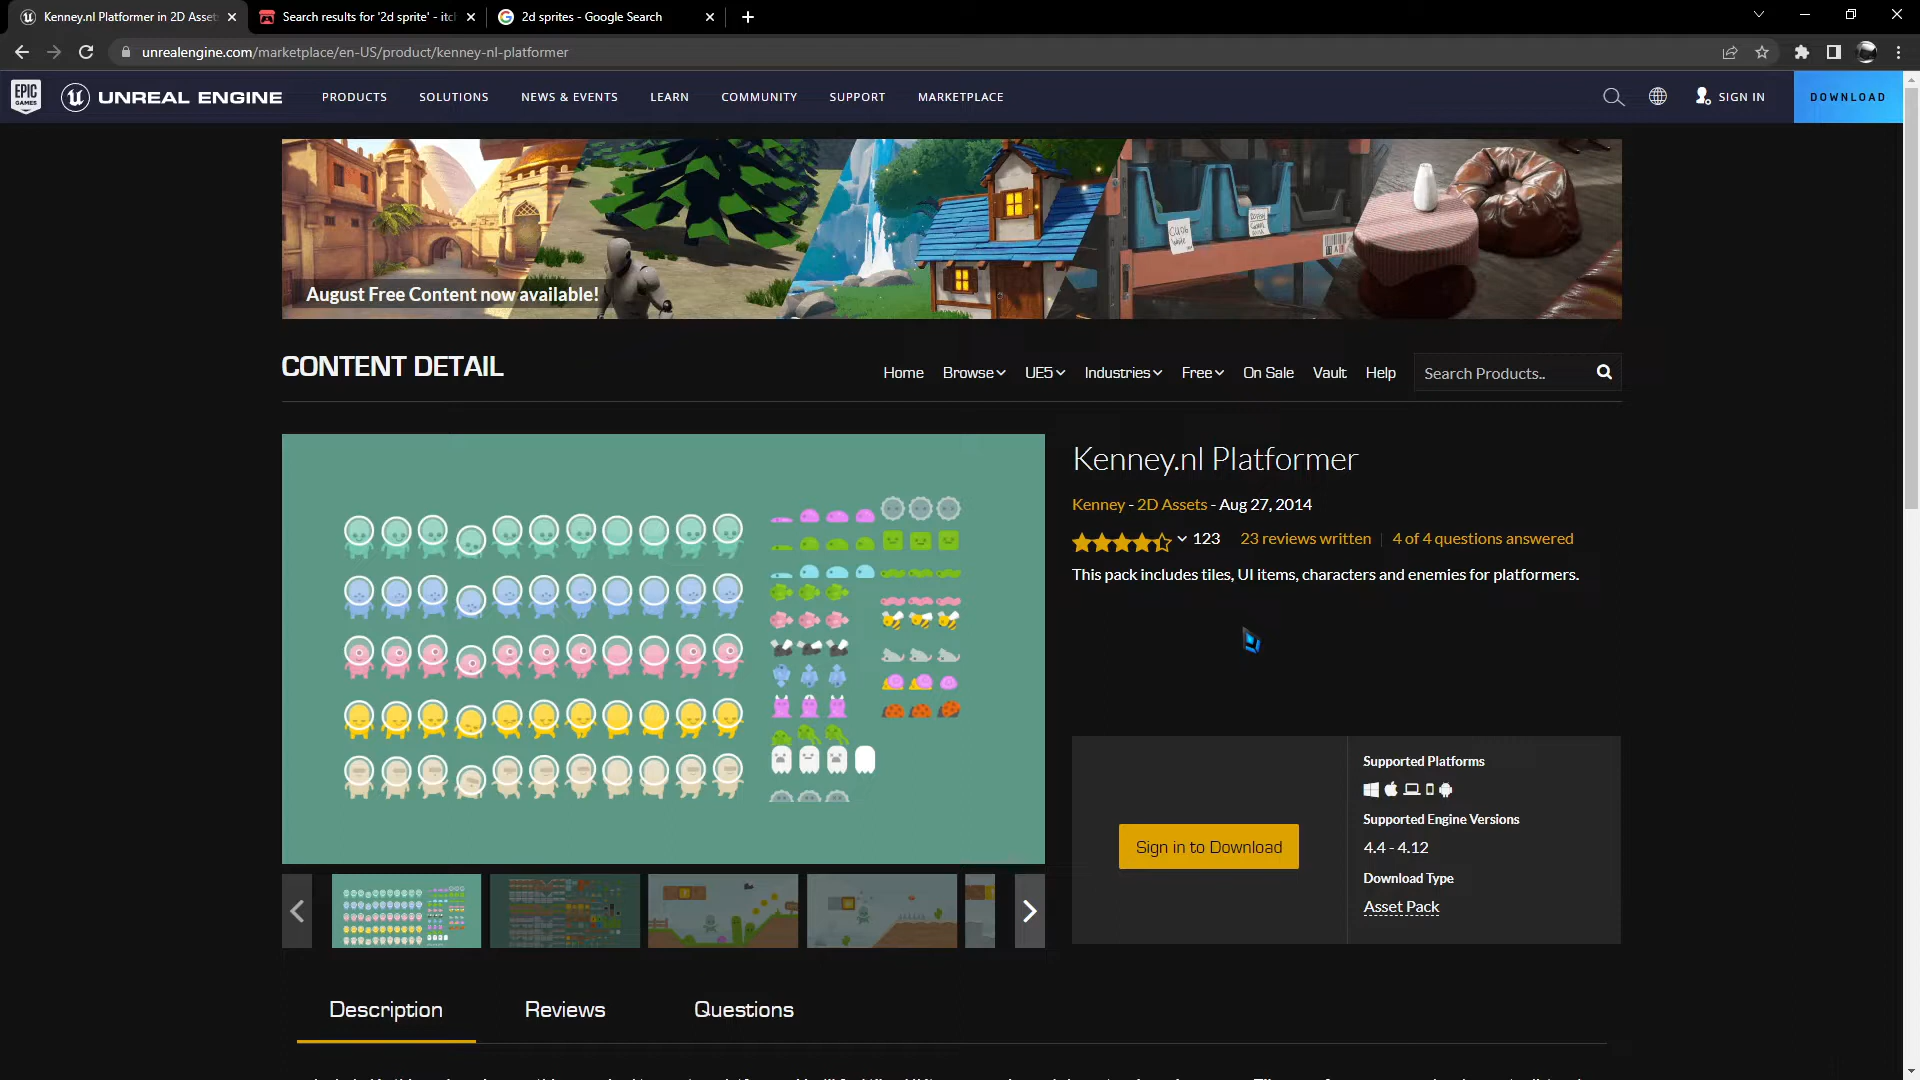 Kenney.nl Platformer in 2D Asset
Search results for '2d sprite' - itch
2d sprites - Google Search
unrealengine.com/marketplace/en-US/product/kenney-nl-platformer
EPIC GAMES
UNREAL ENGINE
PRODUCTS
SOLUTIONS
NEWS & EVENTS
LEARN
COMMUNITY
SUPPORT
MARKETPLACE
SIGN IN
DOWNLOAD
August Free Content now available!
CONTENT DETAIL
Home
Browse
UE5
Industries
Free
On Sale
Vault
Help
Search Products..
Kenney.nl Platformer
Kenney - 2D Assets - Aug 27, 2014
123
23 reviews written
4 of 4 questions answered
This pack includes tiles, UI items, characters and enemies for platformers.
Sign in to Download
Supported Platforms
Supported Engine Versions
4.4 - 4.12
Download Type
Asset Pack
Description
Reviews
Questions